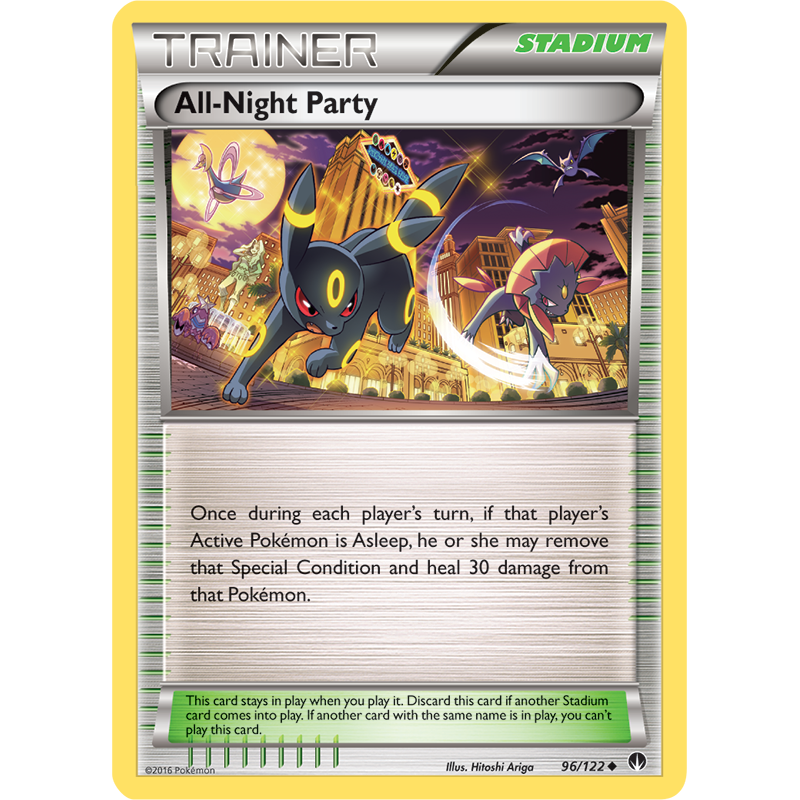 TRAINER
STADIUM
All-Night Party
Once during each player's turn, if that player's
Active Pokémon is Asleep, he or she may remove
that Special Condition and heal 30 damage from
that Pokémon.
This card stays in play when you play it. Discard this card if another Stadium
card comes into play. If another card with the same name is in play, you can't
play this card.
©2016 Pokémon
Illus. Hitoshi Ariga
96/122